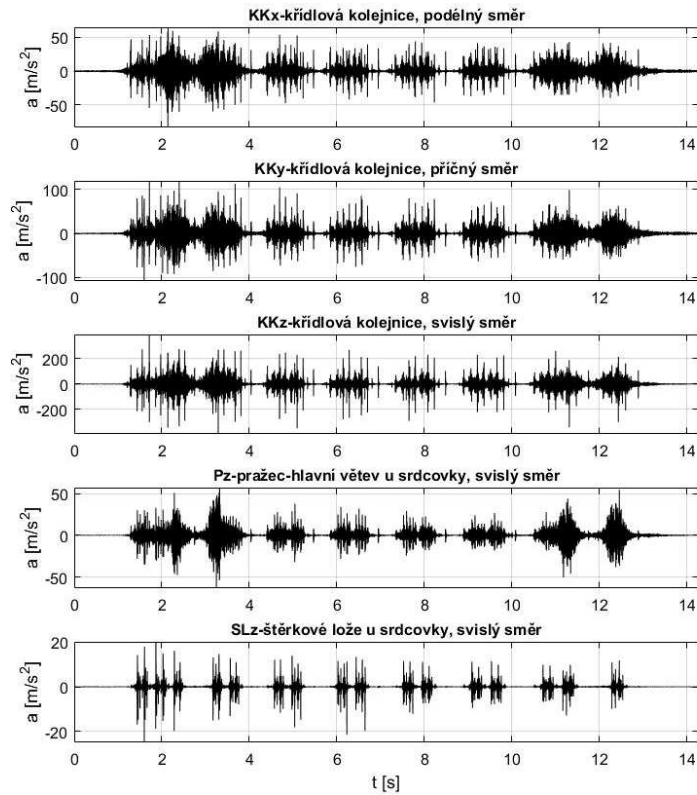 KKx-křídlová kolejnice, podélný směr
50
0
-50
a [m/s²]
0 2 4 6 8 10 12 14
KKy-křídlová kolejnice, příčný směr
100
0
-100
a [m/s²]
0 2 4 6 8 10 12 14
KKz-křídlová kolejnice, svislý směr
200
0
-200
a [m/s²]
0 2 4 6 8 10 12 14
Pz-pražec-hlavní větev u srdcovky, svislý směr
50
0
-50
a [m/s²]
0 2 4 6 8 10 12 14
SLz-štěrkové lože u srdcovky, svislý směr
20
0
-20
a [m/s²]
0 2 4 6 8 10 12 14
t [s]